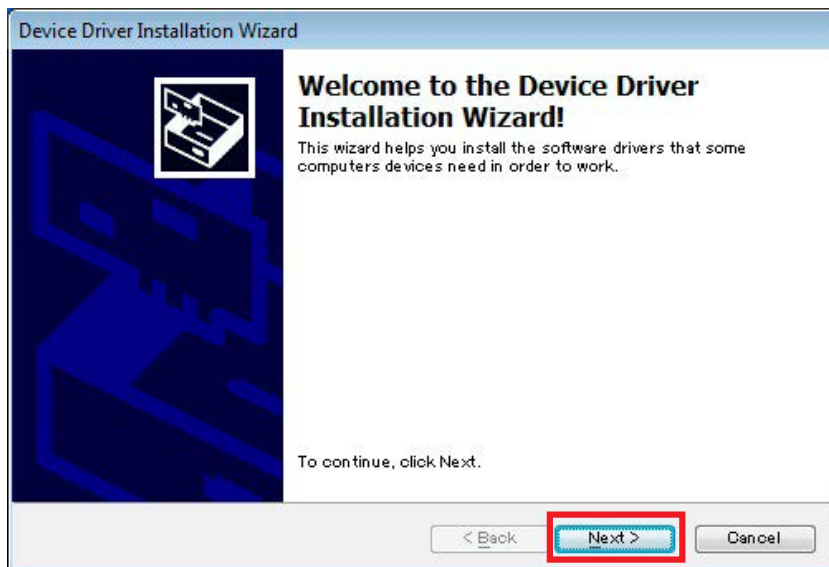 Device Driver Installation Wizard
Welcome to the Device Driver
Installation Wizard!
This wizard helps you install the software drivers that some
computers devices need in order to work.
To continue, click Next.
< Back
Next >
Cancel